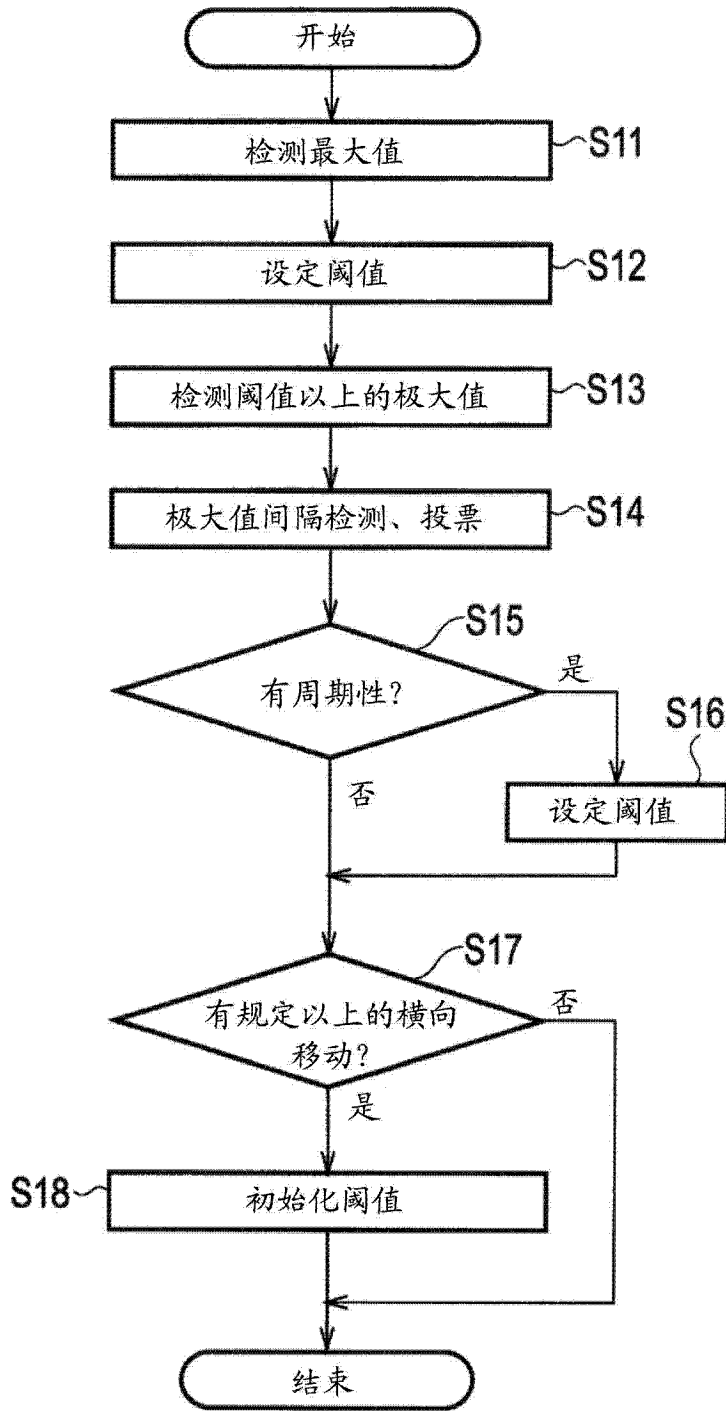 开始
检测最大值
S11
设定阈值
S12
检测阈值以上的极大值
S13
极大值间隔检测、投票
S14
S15
有周期性?
是
S16
否
设定阈值
S17
有规定以上的横向
移动?
否
是
S18
初始化阈值
结束